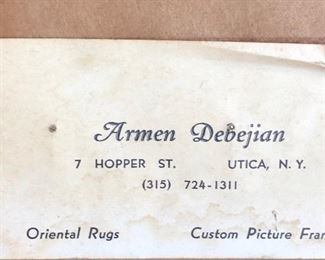 Armen Debejian
7 HOPPER ST. UTICA, N. Y.
(315) 724-1311
Oriental Rugs Custom Picture Fra